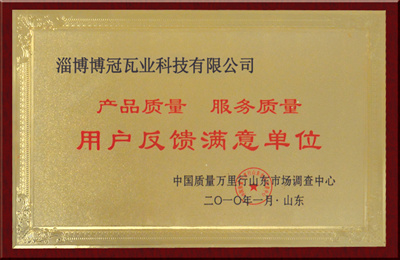 淄博博冠瓦业科技有限公司
产品质量 服务质量
用户反馈满意单位
中国质量万里行山东市场调查中心
二〇一〇年一月·山东